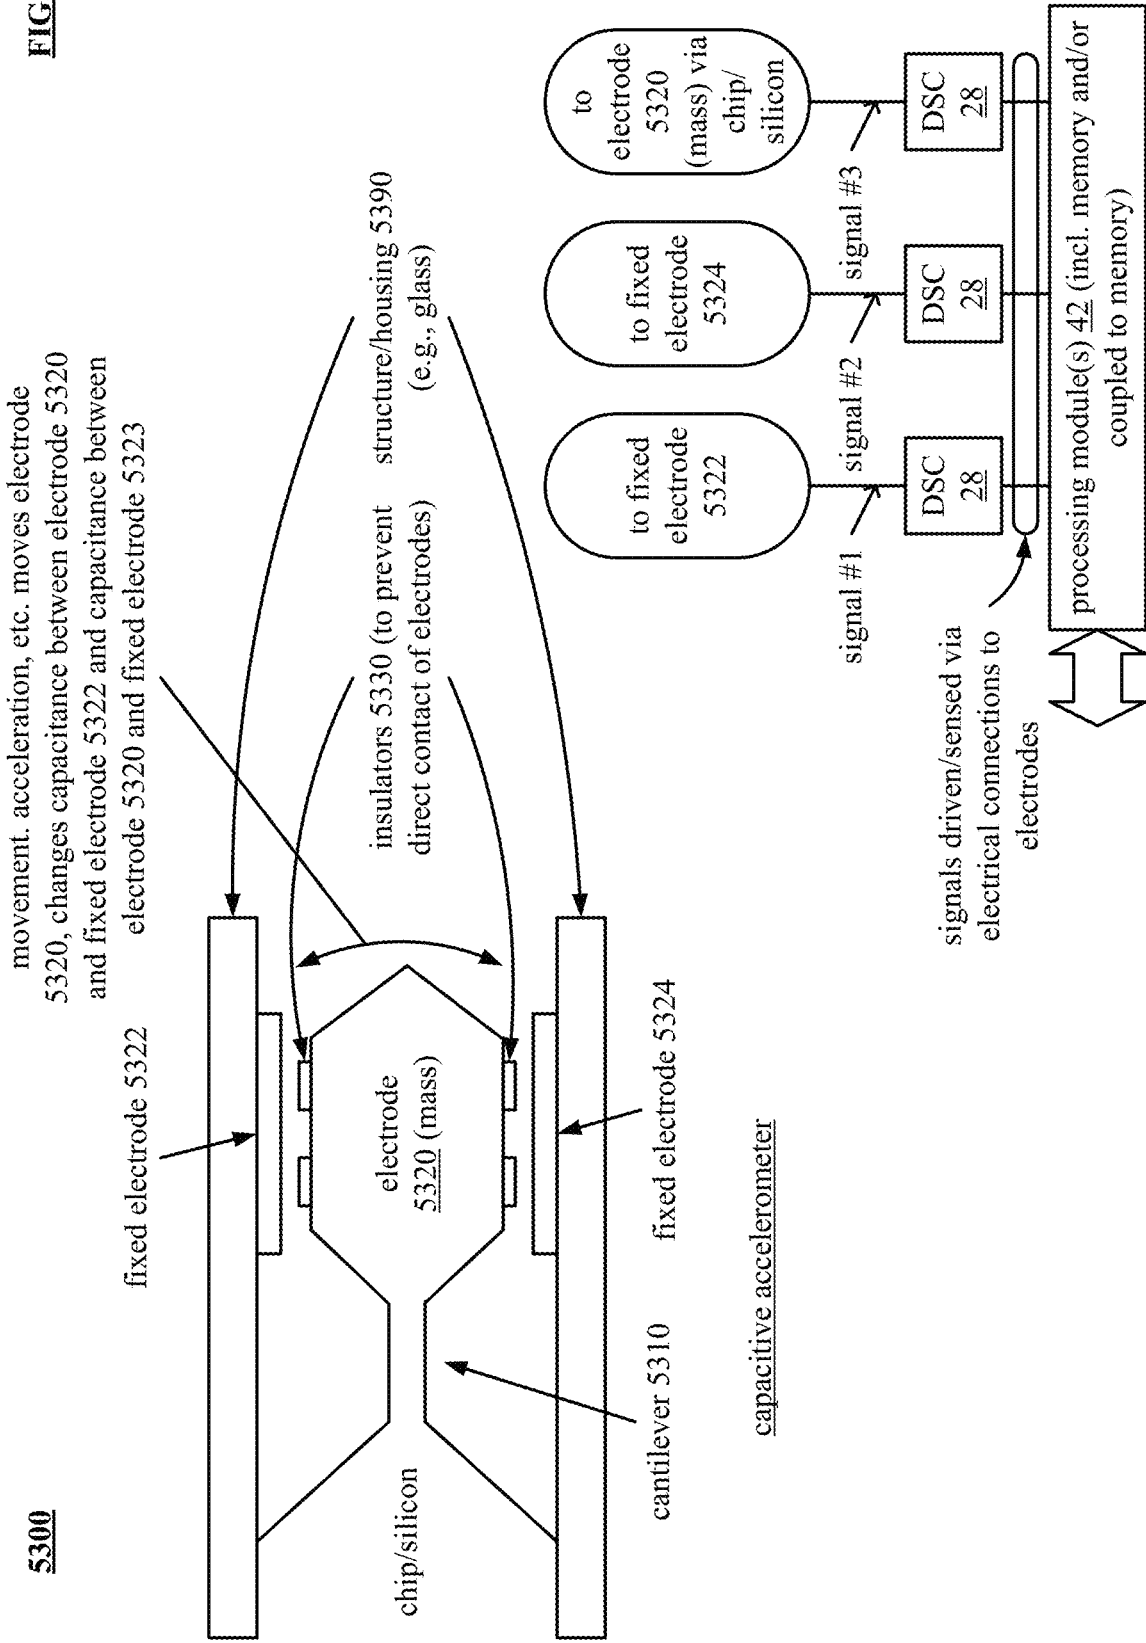 5300
FIG
movement. acceleration, etc. moves electrode
5320, changes capacitance between electrode 5320
and fixed electrode 5322 and capacitance between
electrode 5320 and fixed electrode 5323
fixed electrode 5322
insulators 5330 (to prevent
direct contact of electrodes)
structure/housing 5390
(e.g., glass)
chip/silicon
electrode
5320 (mass)
cantilever 5310
fixed electrode 5324
capacitive accelerometer
to fixed
electrode
5322
to fixed
electrode
5324
to
electrode
5320
(mass) via
chip/
silicon
signal #1
signal #2
signal #3
DSC
28
DSC
28
DSC
28
signals driven/sensed via
electrical connections to
electrodes
processing module(s) 42 (incl. memory and/or
coupled to memory)